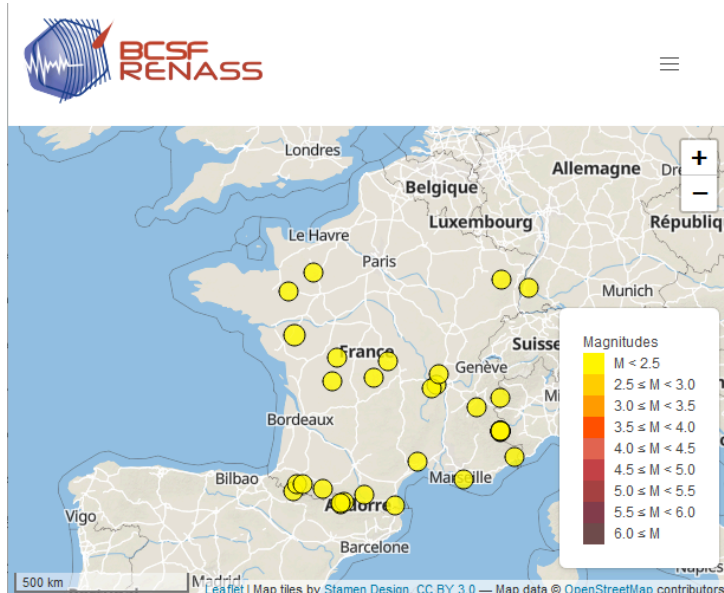 BCSF
RENASS
Londres
Allemagne
Belgique
Luxembourg
Le Havre
Paris
Munich
France
Suisse
Genève
Bordeaux
Bilbao
Marseille
Vigo
Andorre
Barcelone
Madrid
+
−
Magnitudes
M < 2.5
2.5 ≤ M < 3.0
3.0 ≤ M < 3.5
3.5 ≤ M < 4.0
4.0 ≤ M < 4.5
4.5 ≤ M < 5.0
5.0 ≤ M < 5.5
5.5 ≤ M < 6.0
6.0 ≤ M
500 km
Leaflet | Map tiles by Stamen Design, CC BY 3.0 — Map data © OpenStreetMap contributors